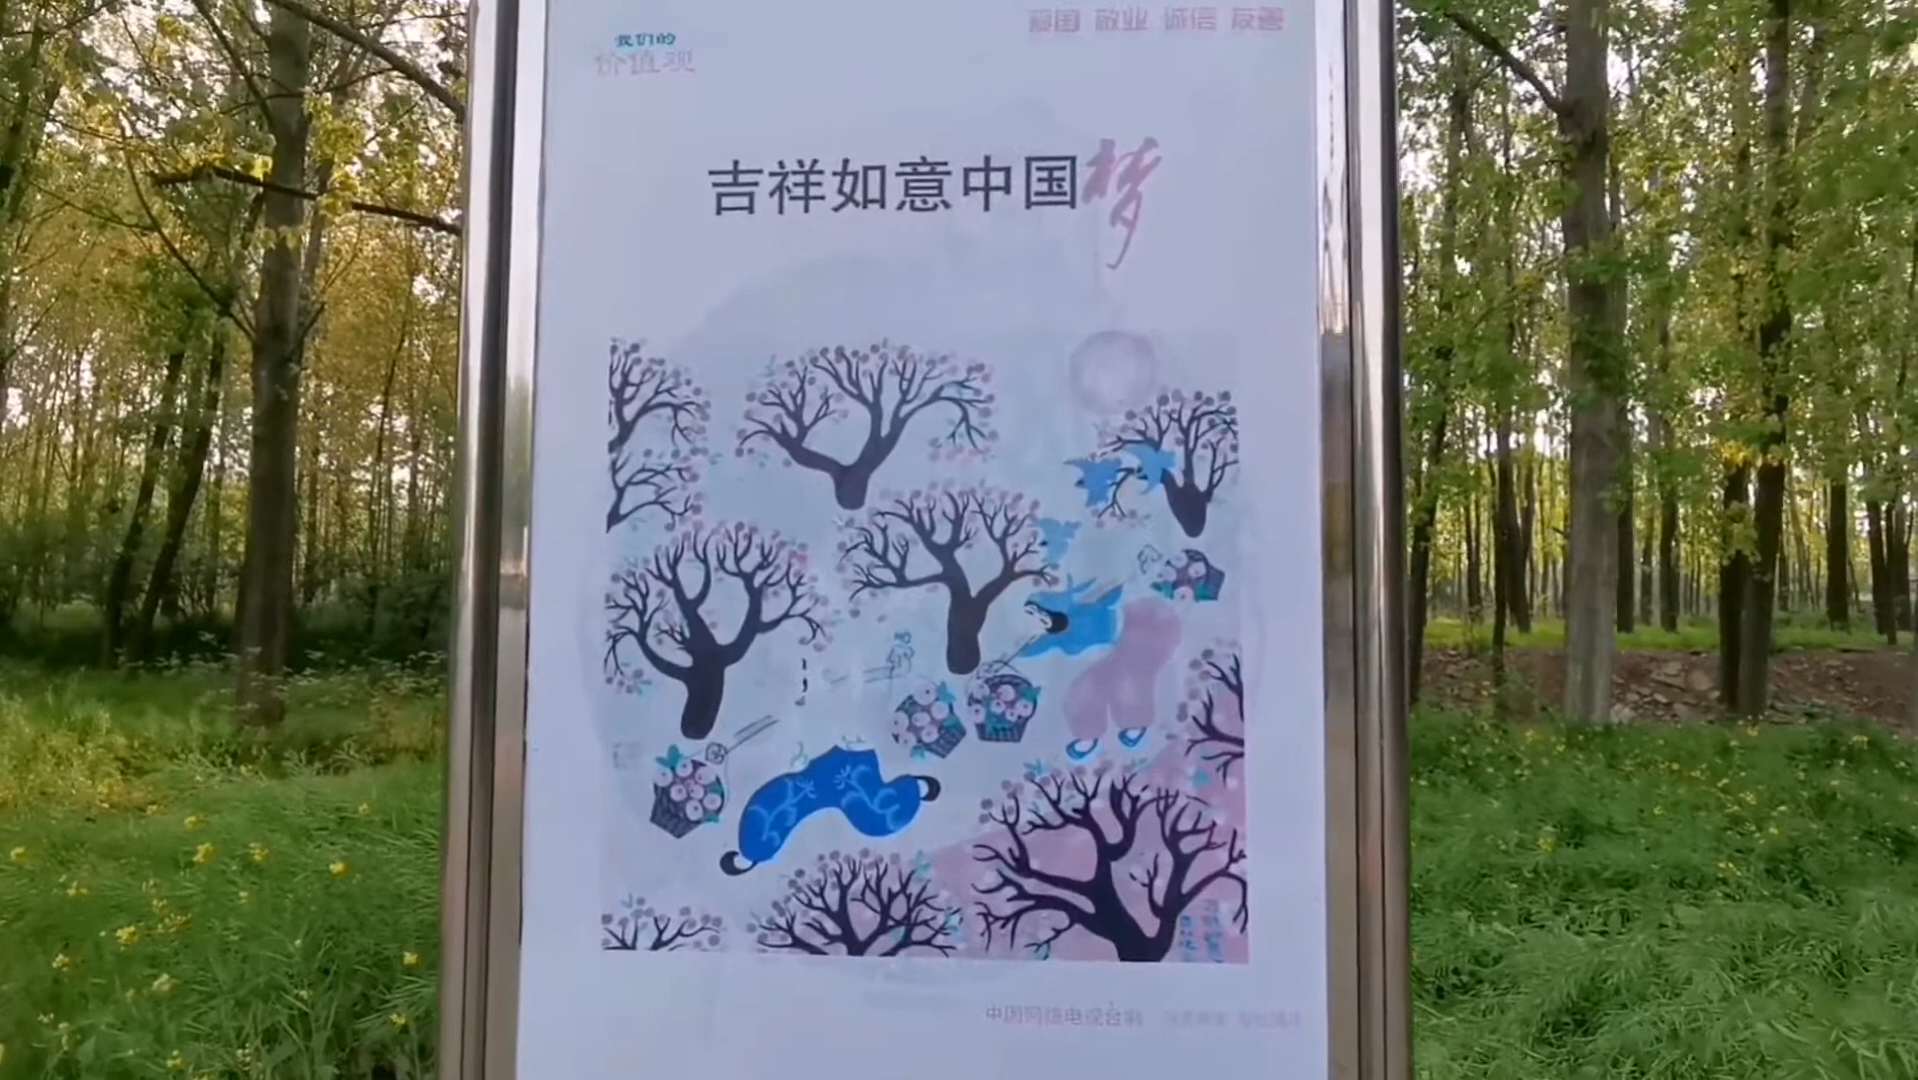 我们的
价值观
爱国 敬业 诚信 友善
吉祥如意中国梦
中国网络电视台制